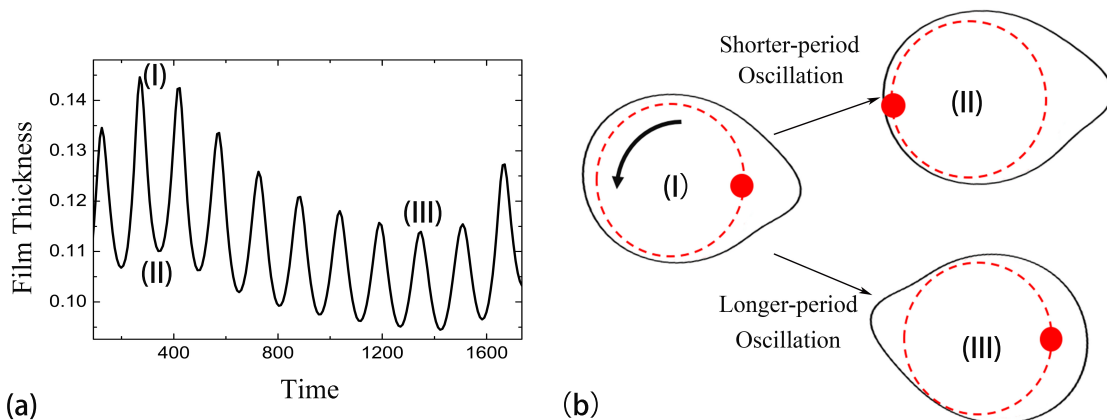 (I)
0.14
0.13
0.12
(III)
0.11
(II)
0.10
Film Thickness
400
800
1200
1600
Time
(a)
Shorter-period
Oscillation
(II)
(I)
Longer-period
Oscillation
(III)
(b)